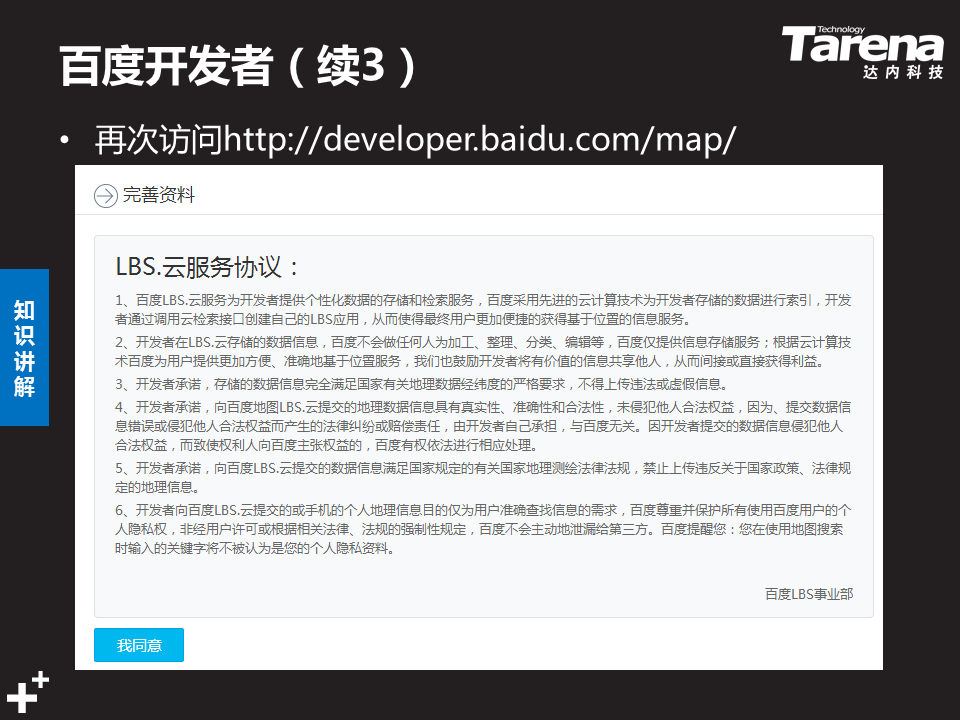 百度开发者（续3）
Technology
Tarena
达内科技
• 再次访问http://developer.baidu.com/map/
完善资料
LBS.云服务协议：
1、百度LBS.云服务为开发者提供个性化数据的存储和检索服务，百度采用先进的云计算技术为开发者存储的数据进行索引，开发
者通过调用云检索接口创建自己的LBS应用，从而使得最终用户更加便捷的获得基于位置的信息服务。
2、开发者在LBS.云存储的数据信息，百度不会做任何人为加工、整理、分类、编辑等，百度仅提供信息存储服务；根据云计算技
术百度为用户提供更加方便、准确地基于位置服务，我们也鼓励开发者将有价值的信息共享他人，从而间接或直接获得利益。
3、开发者承诺，存储的数据信息完全满足国家有关地理数据经纬度的严格要求，不得上传违法或虚假信息。
4、开发者承诺，向百度地图LBS.云提交的地理数据信息具有真实性、准确性和合法性，未侵犯他人合法权益，因为、提交数据信
息错误或侵犯他人合法权益而产生的法律纠纷或赔偿责任，由开发者自己承担，与百度无关。因开发者提交的数据信息侵犯他人
合法权益，而致使权利人向百度主张权益的，百度有权依法进行相应处理。
5、开发者承诺，向百度LBS.云提交的数据信息满足国家规定的有关国家地理测绘法律法规，禁止上传违反关于国家政策、法律规
定的地理信息。
6、开发者向百度LBS.云提交的或手机的个人地理信息目的仅为用户准确查找信息的需求，百度尊重并保护所有使用百度用户的个
人隐私权，非经用户许可或根据相关法律、法规的强制性规定，百度不会主动地泄漏给第三方。百度提醒您：您在使用地图搜索
时输入的关键字将不被认为是您的个人隐私资料。
百度LBS事业部
我同意
知
识
讲
解